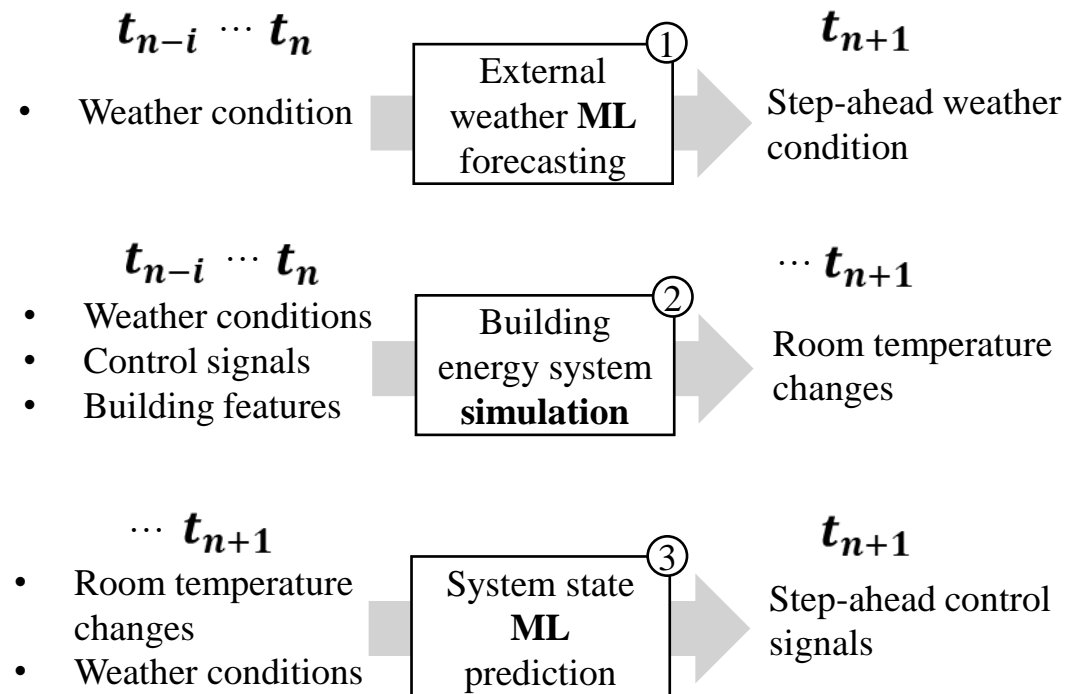 t_{n-i} ⋯ t_n
• Weather condition
1
External
weather ML
forecasting
t_{n+1}
Step-ahead weather
condition
t_{n-i} ⋯ t_n
• Weather conditions
• Control signals
• Building features
2
Building
energy system
simulation
⋯ t_{n+1}
Room temperature
changes
⋯ t_{n+1}
• Room temperature
changes
• Weather conditions
3
System state
ML
prediction
t_{n+1}
Step-ahead control
signals